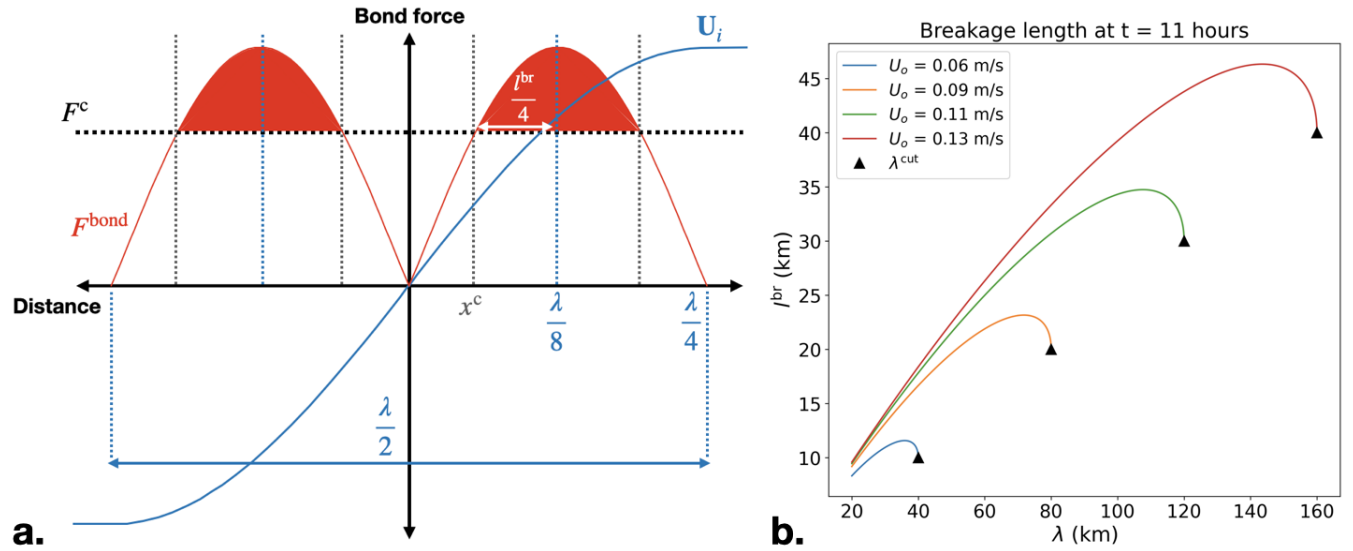 Bond force
U_i
F^c
l^br
4
F^bond
Distance
x^c
λ
8
λ
4
λ
2
a.
Breakage length at t = 11 hours
U_o = 0.06 m/s
U_o = 0.09 m/s
U_o = 0.11 m/s
U_o = 0.13 m/s
λ^cut
45
40
35
30
25
20
15
10
l^br (km)
20 40 60 80 100 120 140 160
λ (km)
b.